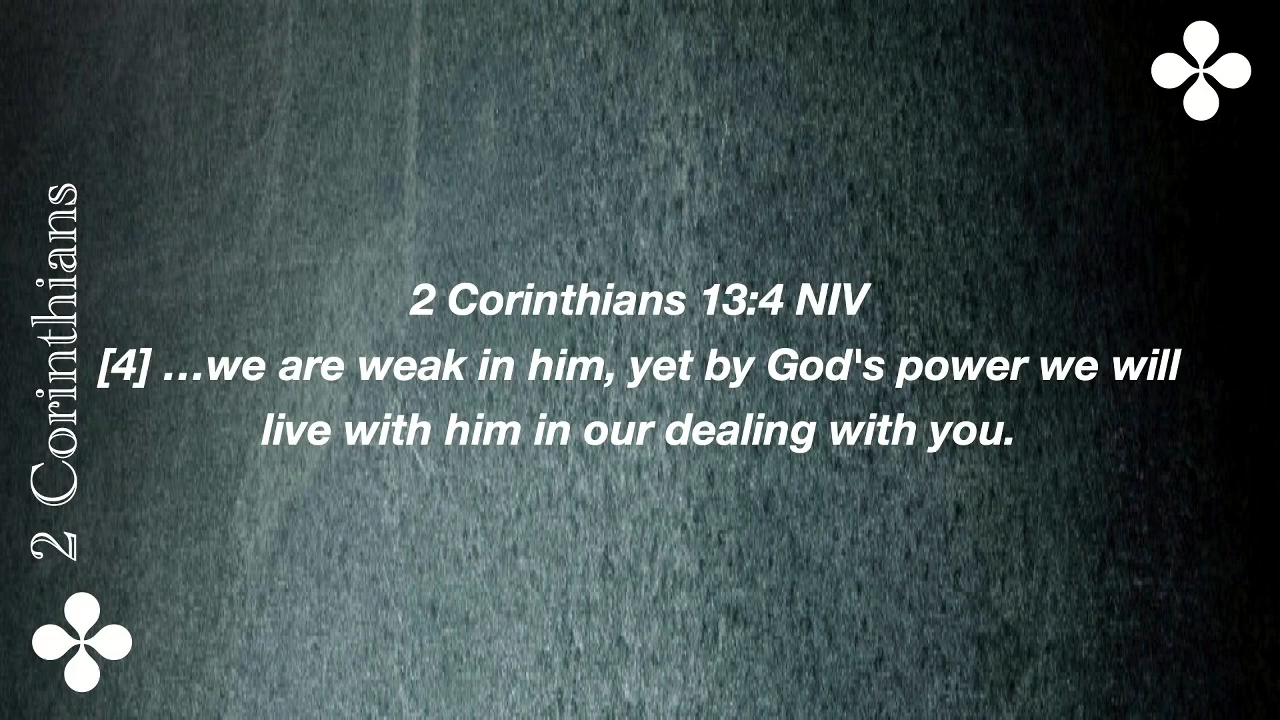 2 Corinthians
2 Corinthians 13:4 NIV
[4] …we are weak in him, yet by God's power we will
live with him in our dealing with you.